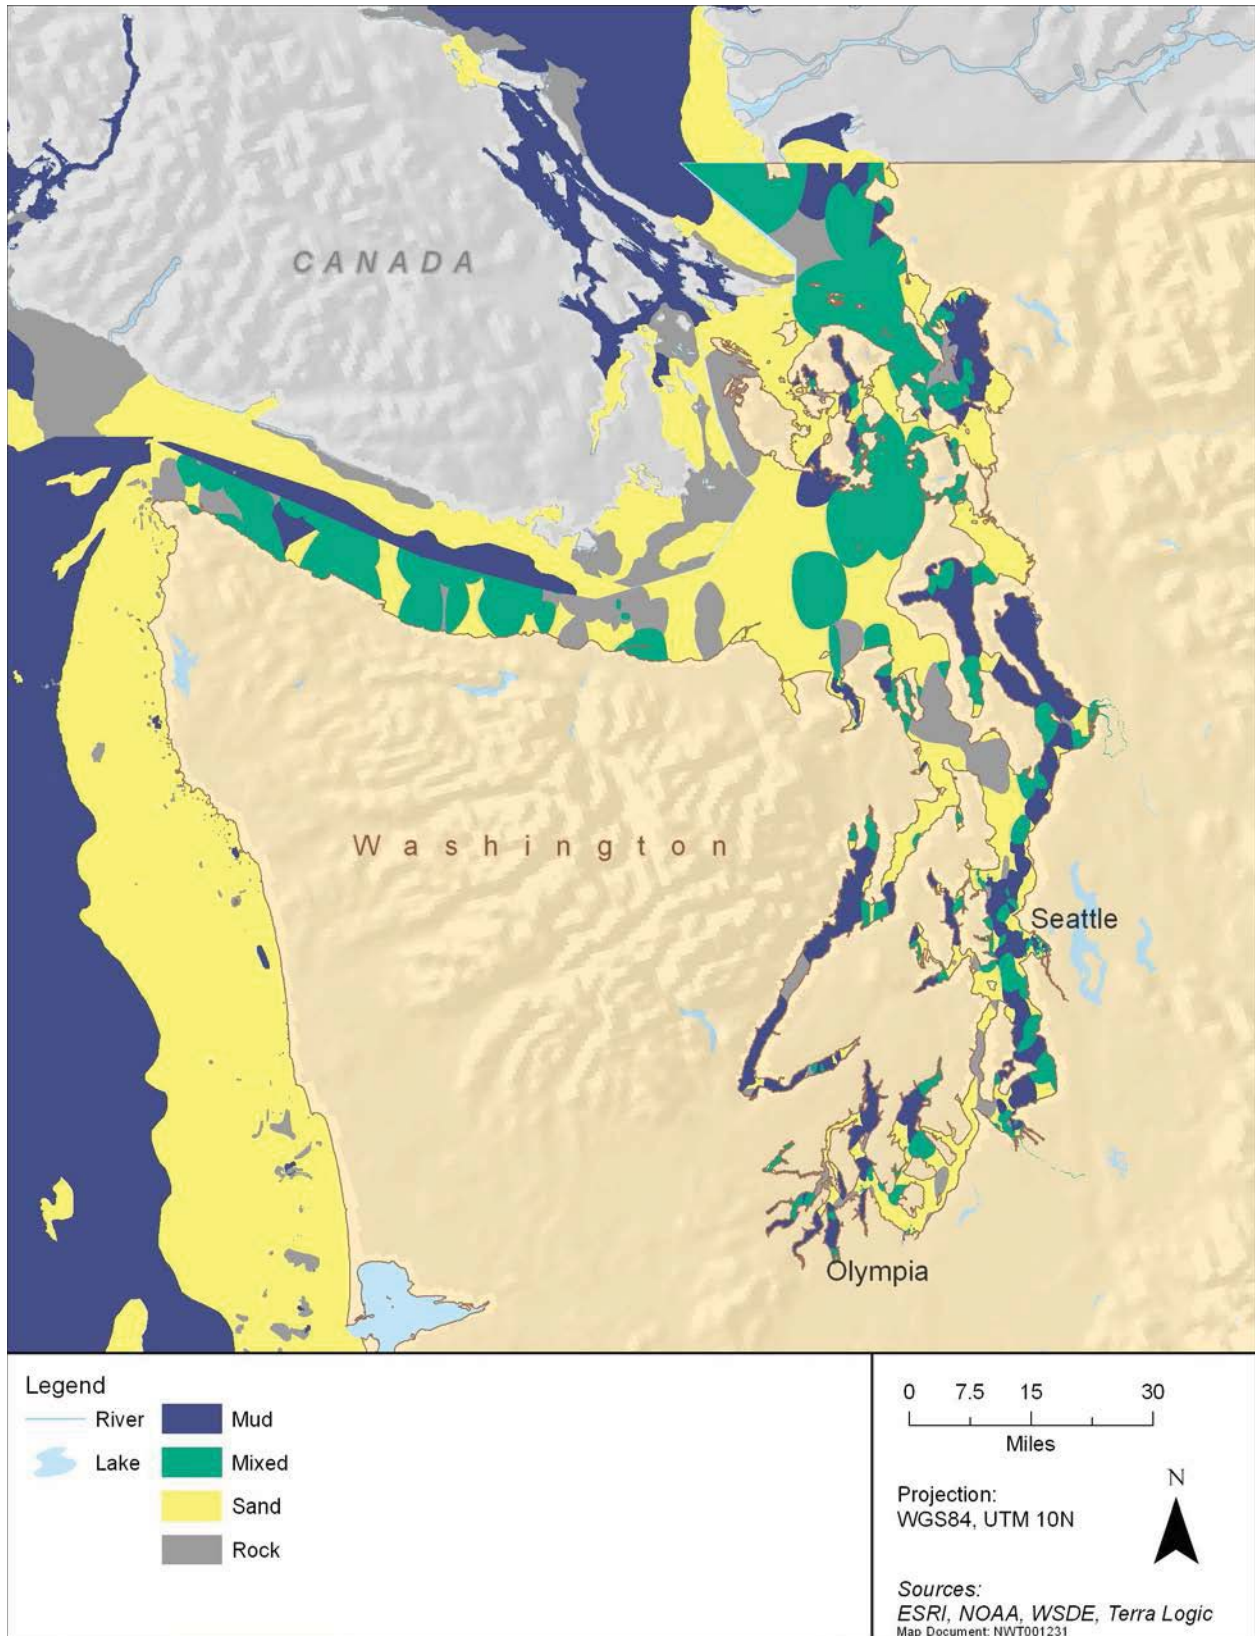 CANADA
Washington
Seattle
Olympia
Legend
River
Lake
Mud
Mixed
Sand
Rock
0 7.5 15 30
Miles
N
Projection:
WGS84, UTM 10N
Sources:
ESRI, NOAA, WSDE, Terra Logic
Map Document: NWT001231